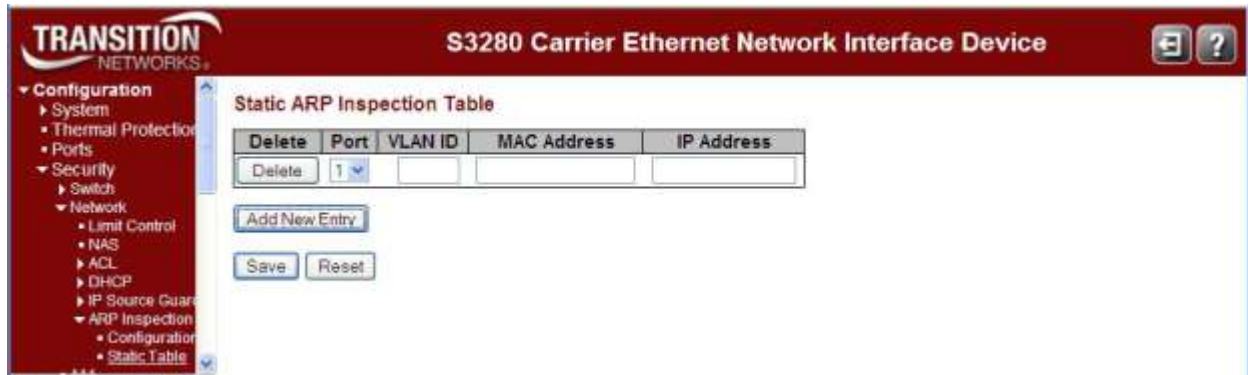 TRANSITION
NETWORKS
S3280 Carrier Ethernet Network Interface Device
?
Configuration
System
Thermal Protection
Ports
Security
Switch
Network
Limit Control
NAS
ACL
DHCP
IP Source Guar
ARP Inspection
Configuration
Static Table
Static ARP Inspection Table
Delete Port VLAN ID MAC Address IP Address
Delete 1
Add New Entry
Save Reset